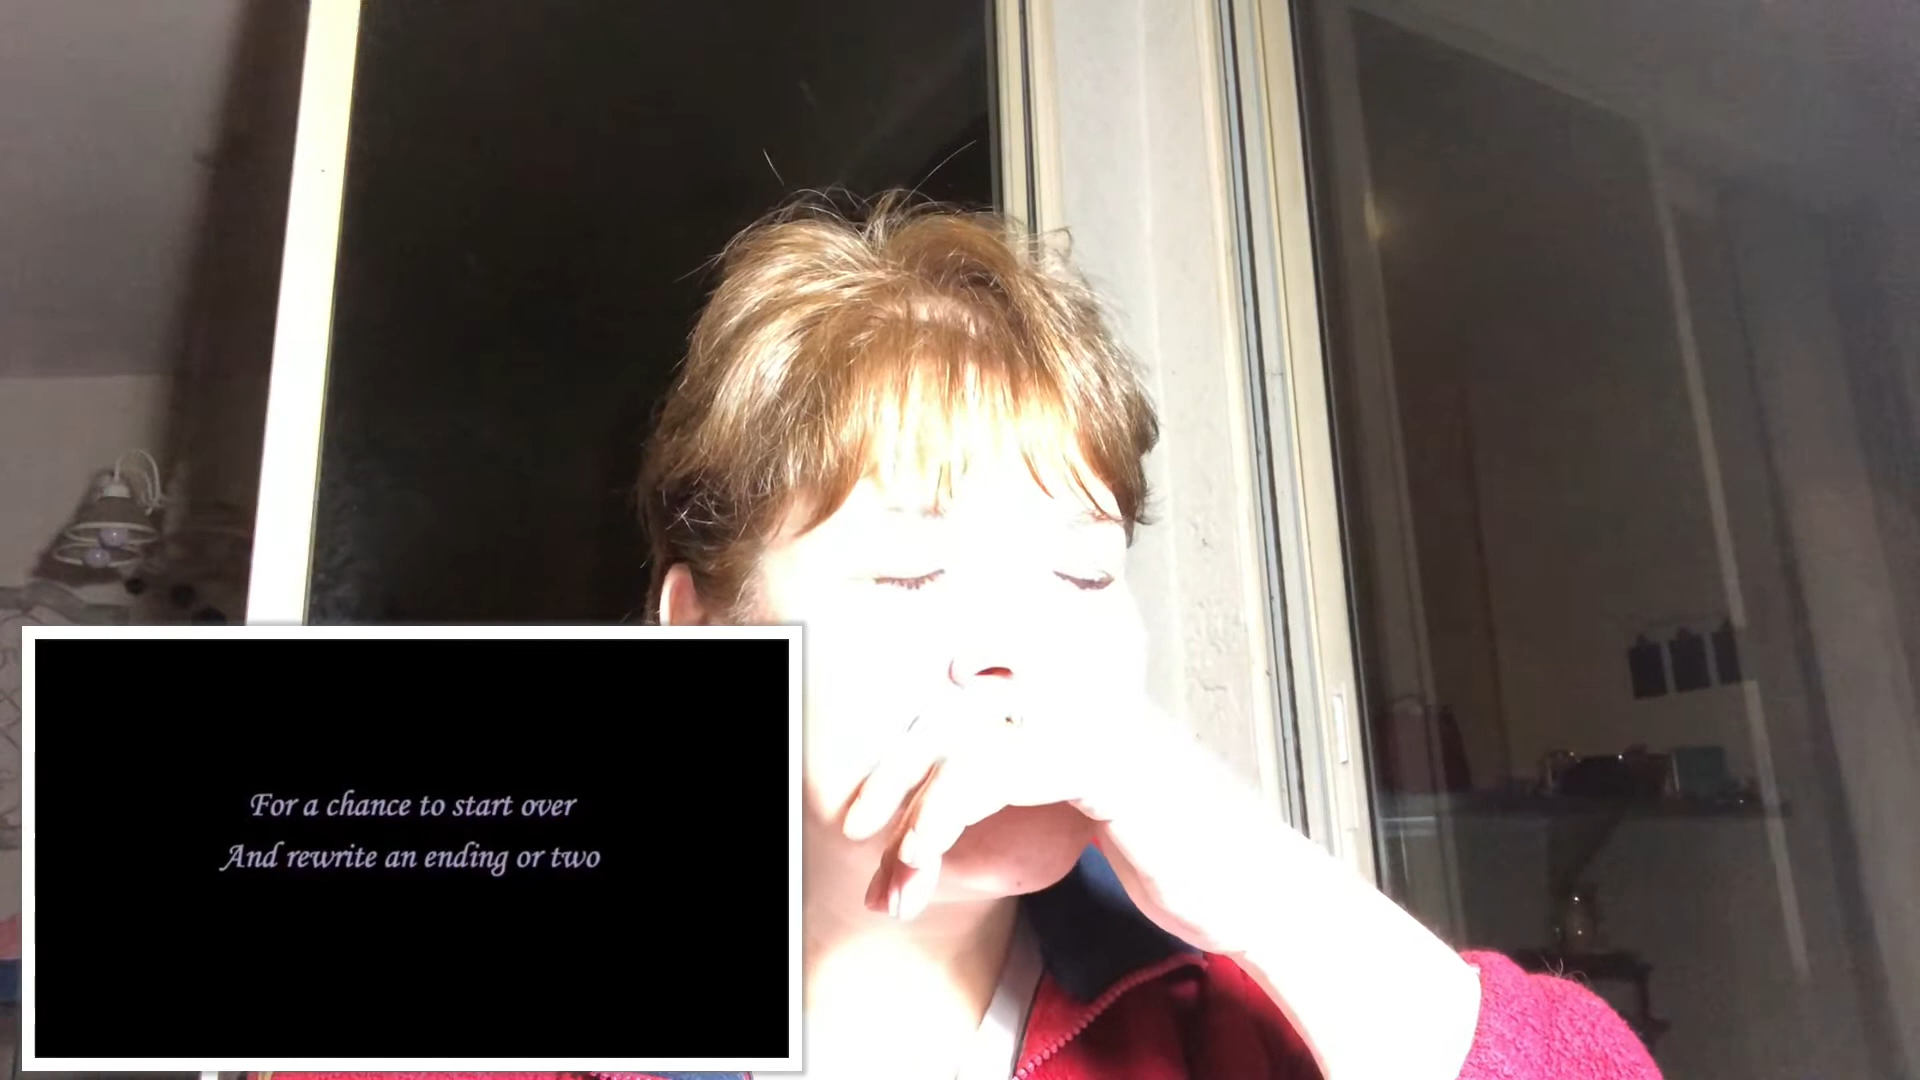 For a chance to start over
And rewrite an ending or two